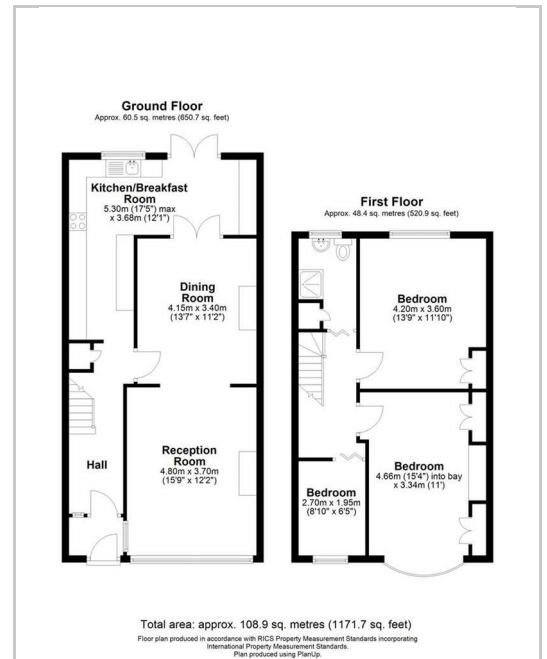 Ground Floor
Approx. 60.5 sq. metres (650.7 sq. feet)
Kitchen/Breakfast
Room
5.30m (17'5") max
x 3.68m (12'1")
Dining
Room
4.15m x 3.40m
(13'7" x 11'2")
Reception
Room
4.80m x 3.70m
(15'9" x 12'2")
Hall
First Floor
Approx. 48.4 sq. metres (520.9 sq. feet)
Bedroom
4.20m x 3.60m
(13'9" x 11'10")
Bedroom
4.66m (15'4") into bay
x 3.34m (11')
Bedroom
2.70m x 1.95m
(8'10" x 6'5")
Total area: approx. 108.9 sq. metres (1171.7 sq. feet)
Floor plan produced in accordance with RICS Property Measurement Standards incorporating
International Property Measurement Standards.
Plan produced using PlanUp.